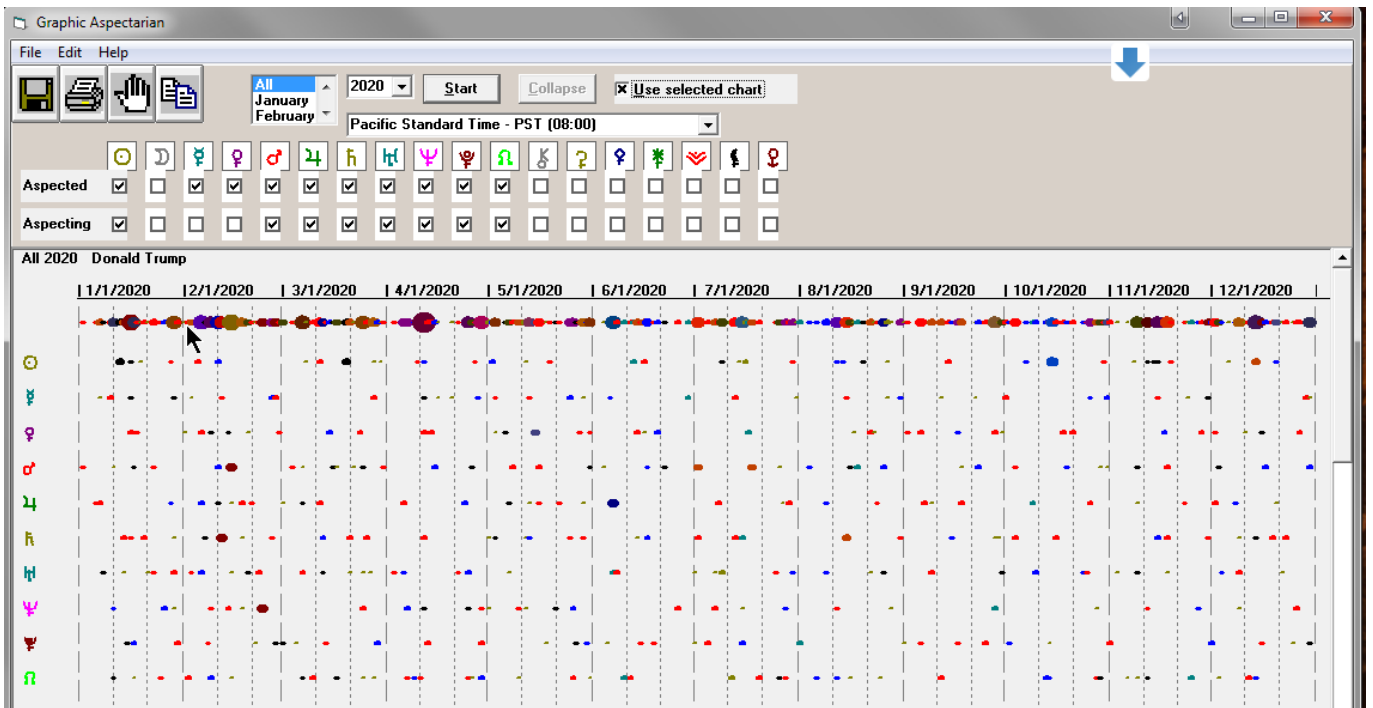 Graphic Aspectarian
File Edit Help
All
January
February
2020 Start Collapse Use selected chart
Pacific Standard Time - PST (08:00)
Aspected
Aspecting
All 2020 Donald Trump
1/1/2020 2/1/2020 3/1/2020 4/1/2020 5/1/2020 6/1/2020 7/1/2020 8/1/2020 9/1/2020 10/1/2020 11/1/2020 12/1/2020